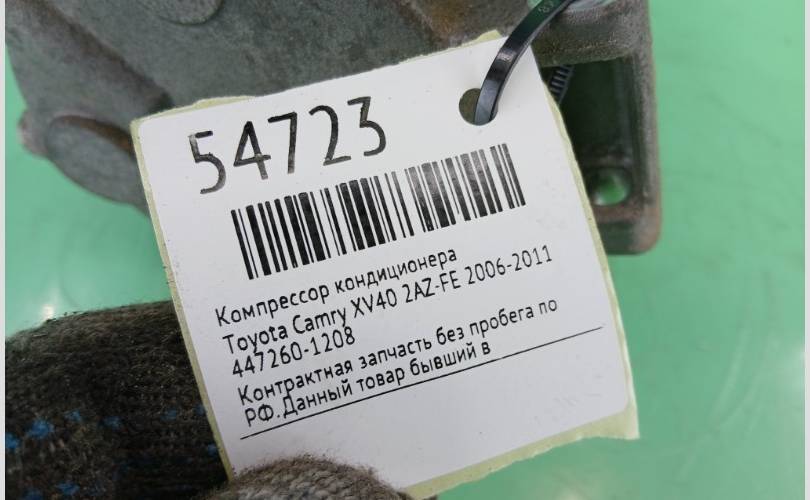 54723
Компрессор кондиционера
Toyota Camry XV40 2AZ-FE 2006-2011
447260-1208
Контрактная запчасть без пробега по
РФ.Данный товар бывший в